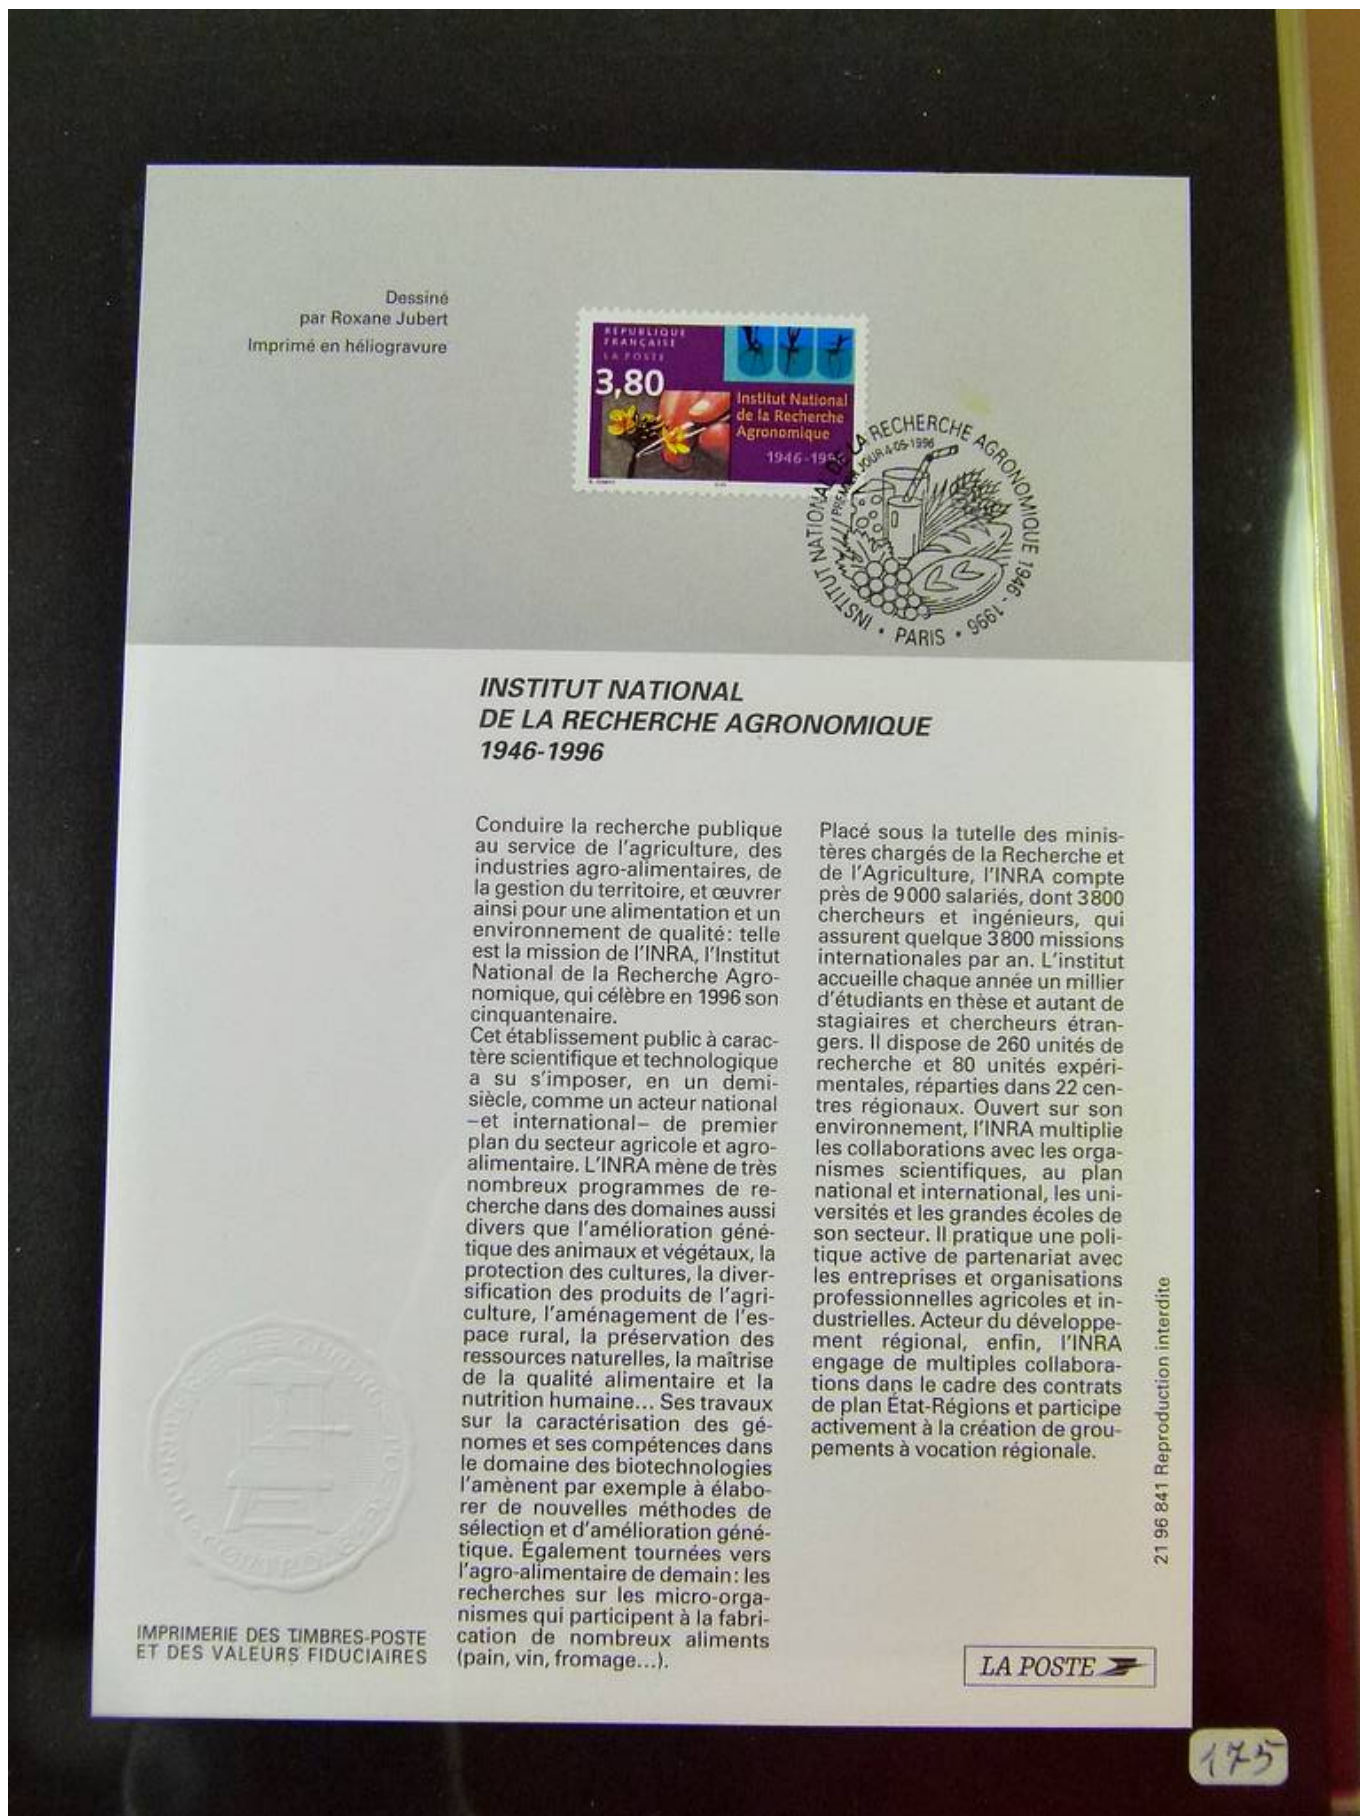 Dessiné
par Roxane Jubert
Imprimé en héliogravure
RÉPUBLIQUE
FRANÇAISE
LA POSTE
3,80
Institut National
de la Recherche
Agronomique
1946-199
INSTITUT NATIONAL DE LA RECHERCHE AGRONOMIQUE 1946 - 1996
PREMIER JOUR 4-05-1996
• PARIS •
INSTITUT NATIONAL
DE LA RECHERCHE AGRONOMIQUE
1946-1996
Conduire la recherche publique
au service de l'agriculture, des
industries agro-alimentaires, de
la gestion du territoire, et œuvrer
ainsi pour une alimentation et un
environnement de qualité: telle
est la mission de l'INRA, l'Institut
National de la Recherche Agro-
nomique, qui célèbre en 1996 son
cinquantenaire.
Cet établissement public à carac-
tère scientifique et technologique
a su s'imposer, en un demi-
siècle, comme un acteur national
–et international– de premier
plan du secteur agricole et agro-
alimentaire. L'INRA mène de très
nombreux programmes de re-
cherche dans des domaines aussi
divers que l'amélioration géné-
tique des animaux et végétaux, la
protection des cultures, la diver-
sification des produits de l'agri-
culture, l'aménagement de l'es-
pace rural, la préservation des
ressources naturelles, la maîtrise
de la qualité alimentaire et la
nutrition humaine... Ses travaux
sur la caractérisation des gé-
nomes et ses compétences dans
le domaine des biotechnologies
l'amènent par exemple à élabo-
rer de nouvelles méthodes de
sélection et d'amélioration géné-
tique. Également tournées vers
l'agro-alimentaire de demain: les
recherches sur les micro-orga-
nismes qui participent à la fabri-
cation de nombreux aliments
(pain, vin, fromage...).
Placé sous la tutelle des minis-
tères chargés de la Recherche et
de l'Agriculture, l'INRA compte
près de 9000 salariés, dont 3800
chercheurs et ingénieurs, qui
assurent quelque 3800 missions
internationales par an. L'institut
accueille chaque année un millier
d'étudiants en thèse et autant de
stagiaires et chercheurs étran-
gers. Il dispose de 260 unités de
recherche et 80 unités expéri-
mentales, réparties dans 22 cen-
tres régionaux. Ouvert sur son
environnement, l'INRA multiplie
les collaborations avec les orga-
nismes scientifiques, au plan
national et international, les uni-
versités et les grandes écoles de
son secteur. Il pratique une poli-
tique active de partenariat avec
les entreprises et organisations
professionnelles agricoles et in-
dustrielles. Acteur du développe-
ment régional, enfin, l'INRA
engage de multiples collabora-
tions dans le cadre des contrats
de plan État-Régions et participe
activement à la création de grou-
pements à vocation régionale.
21 96 841 Reproduction interdite
IMPRIMERIE DES TIMBRES-POSTE
ET DES VALEURS FIDUCIAIRES
LA POSTE
175